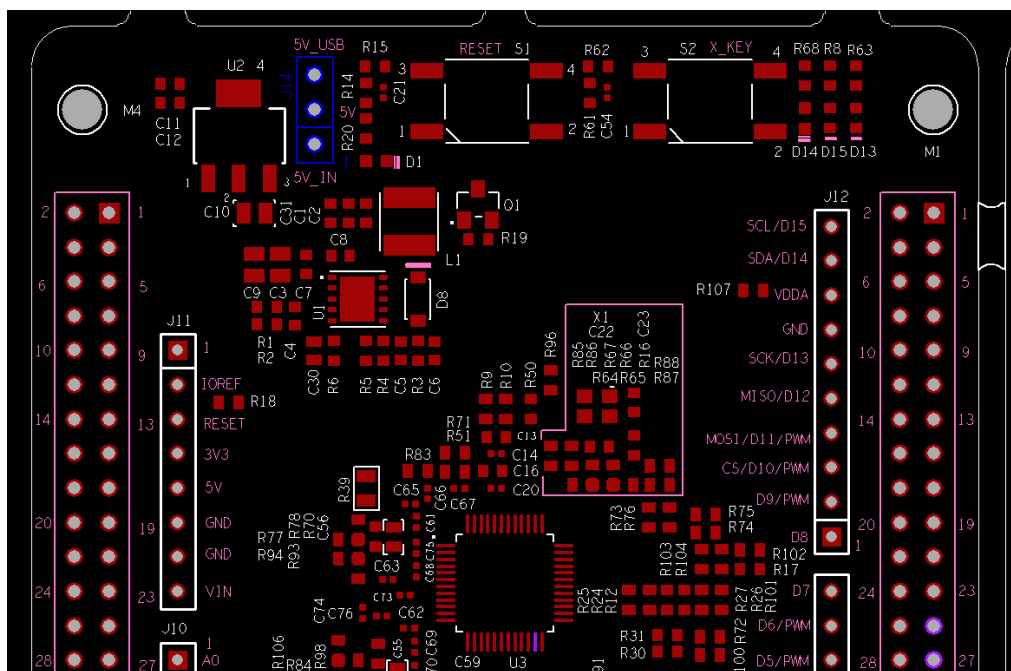 5V_USB
R15
RESET
S1
R62
S2
X_KEY
R68
R8
R63
U2
4
J14
R14
3
4
3
4
C21
5V
M4
C11
C12
R20
1
2
R61
C54
1
2
D14
D15
D13
M1
D1
1
2
3
5V_IN
C10
C31
C1
C2
Q1
J12
2
1
SCL/D15
2
1
C8
R19
L1
SDA/D14
C9
C3
C7
U1
D8
R107
VDDA
6
5
6
5
X1
C22
C23
GND
J11
R1
R2
C4
1
10
9
C30
R6
R5
R4
C5
R3
C6
R96
R85
R86
R67
R66
R16
R88
R87
R64
R65
SCK/D13
10
9
IOREF
R18
R9
R10
R50
MISO/D12
14
13
RESET
R71
R51
C13
MOSI/D11/PWM
14
13
3V3
R83
C14
C16
CS/D10/PWM
5V
R39
C65
C66
C67
C20
D9/PWM
20
19
GND
R77
R94
R78
R70
C56
R93
C61
C75
C68
R73
R76
R75
R74
D8
1
20
19
GND
C63
R103
R104
R102
R17
24
23
VIN
C73
C74
C76
C62
R25
R24
R12
R27
R26
R101
D7
24
23
J10
1
C69
R31
R30
R72
D6/PWM
28
27
A0
R106
R84
R98
C55
C59
U3
D5/PWM
28
27